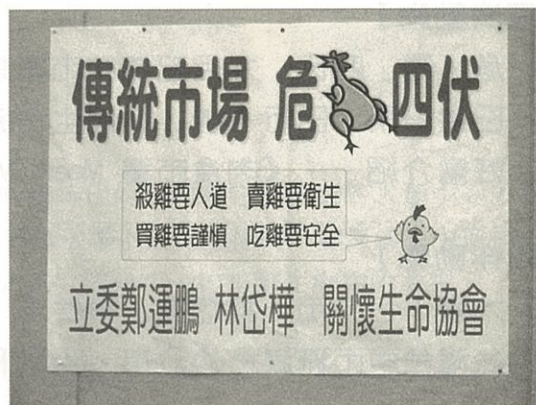 傳統市場 危 四伏
殺雞要人道 賣雞要衛生
買雞要謹慎 吃雞要安全
立委鄭運鵬 林岱樺 關懷生命協會